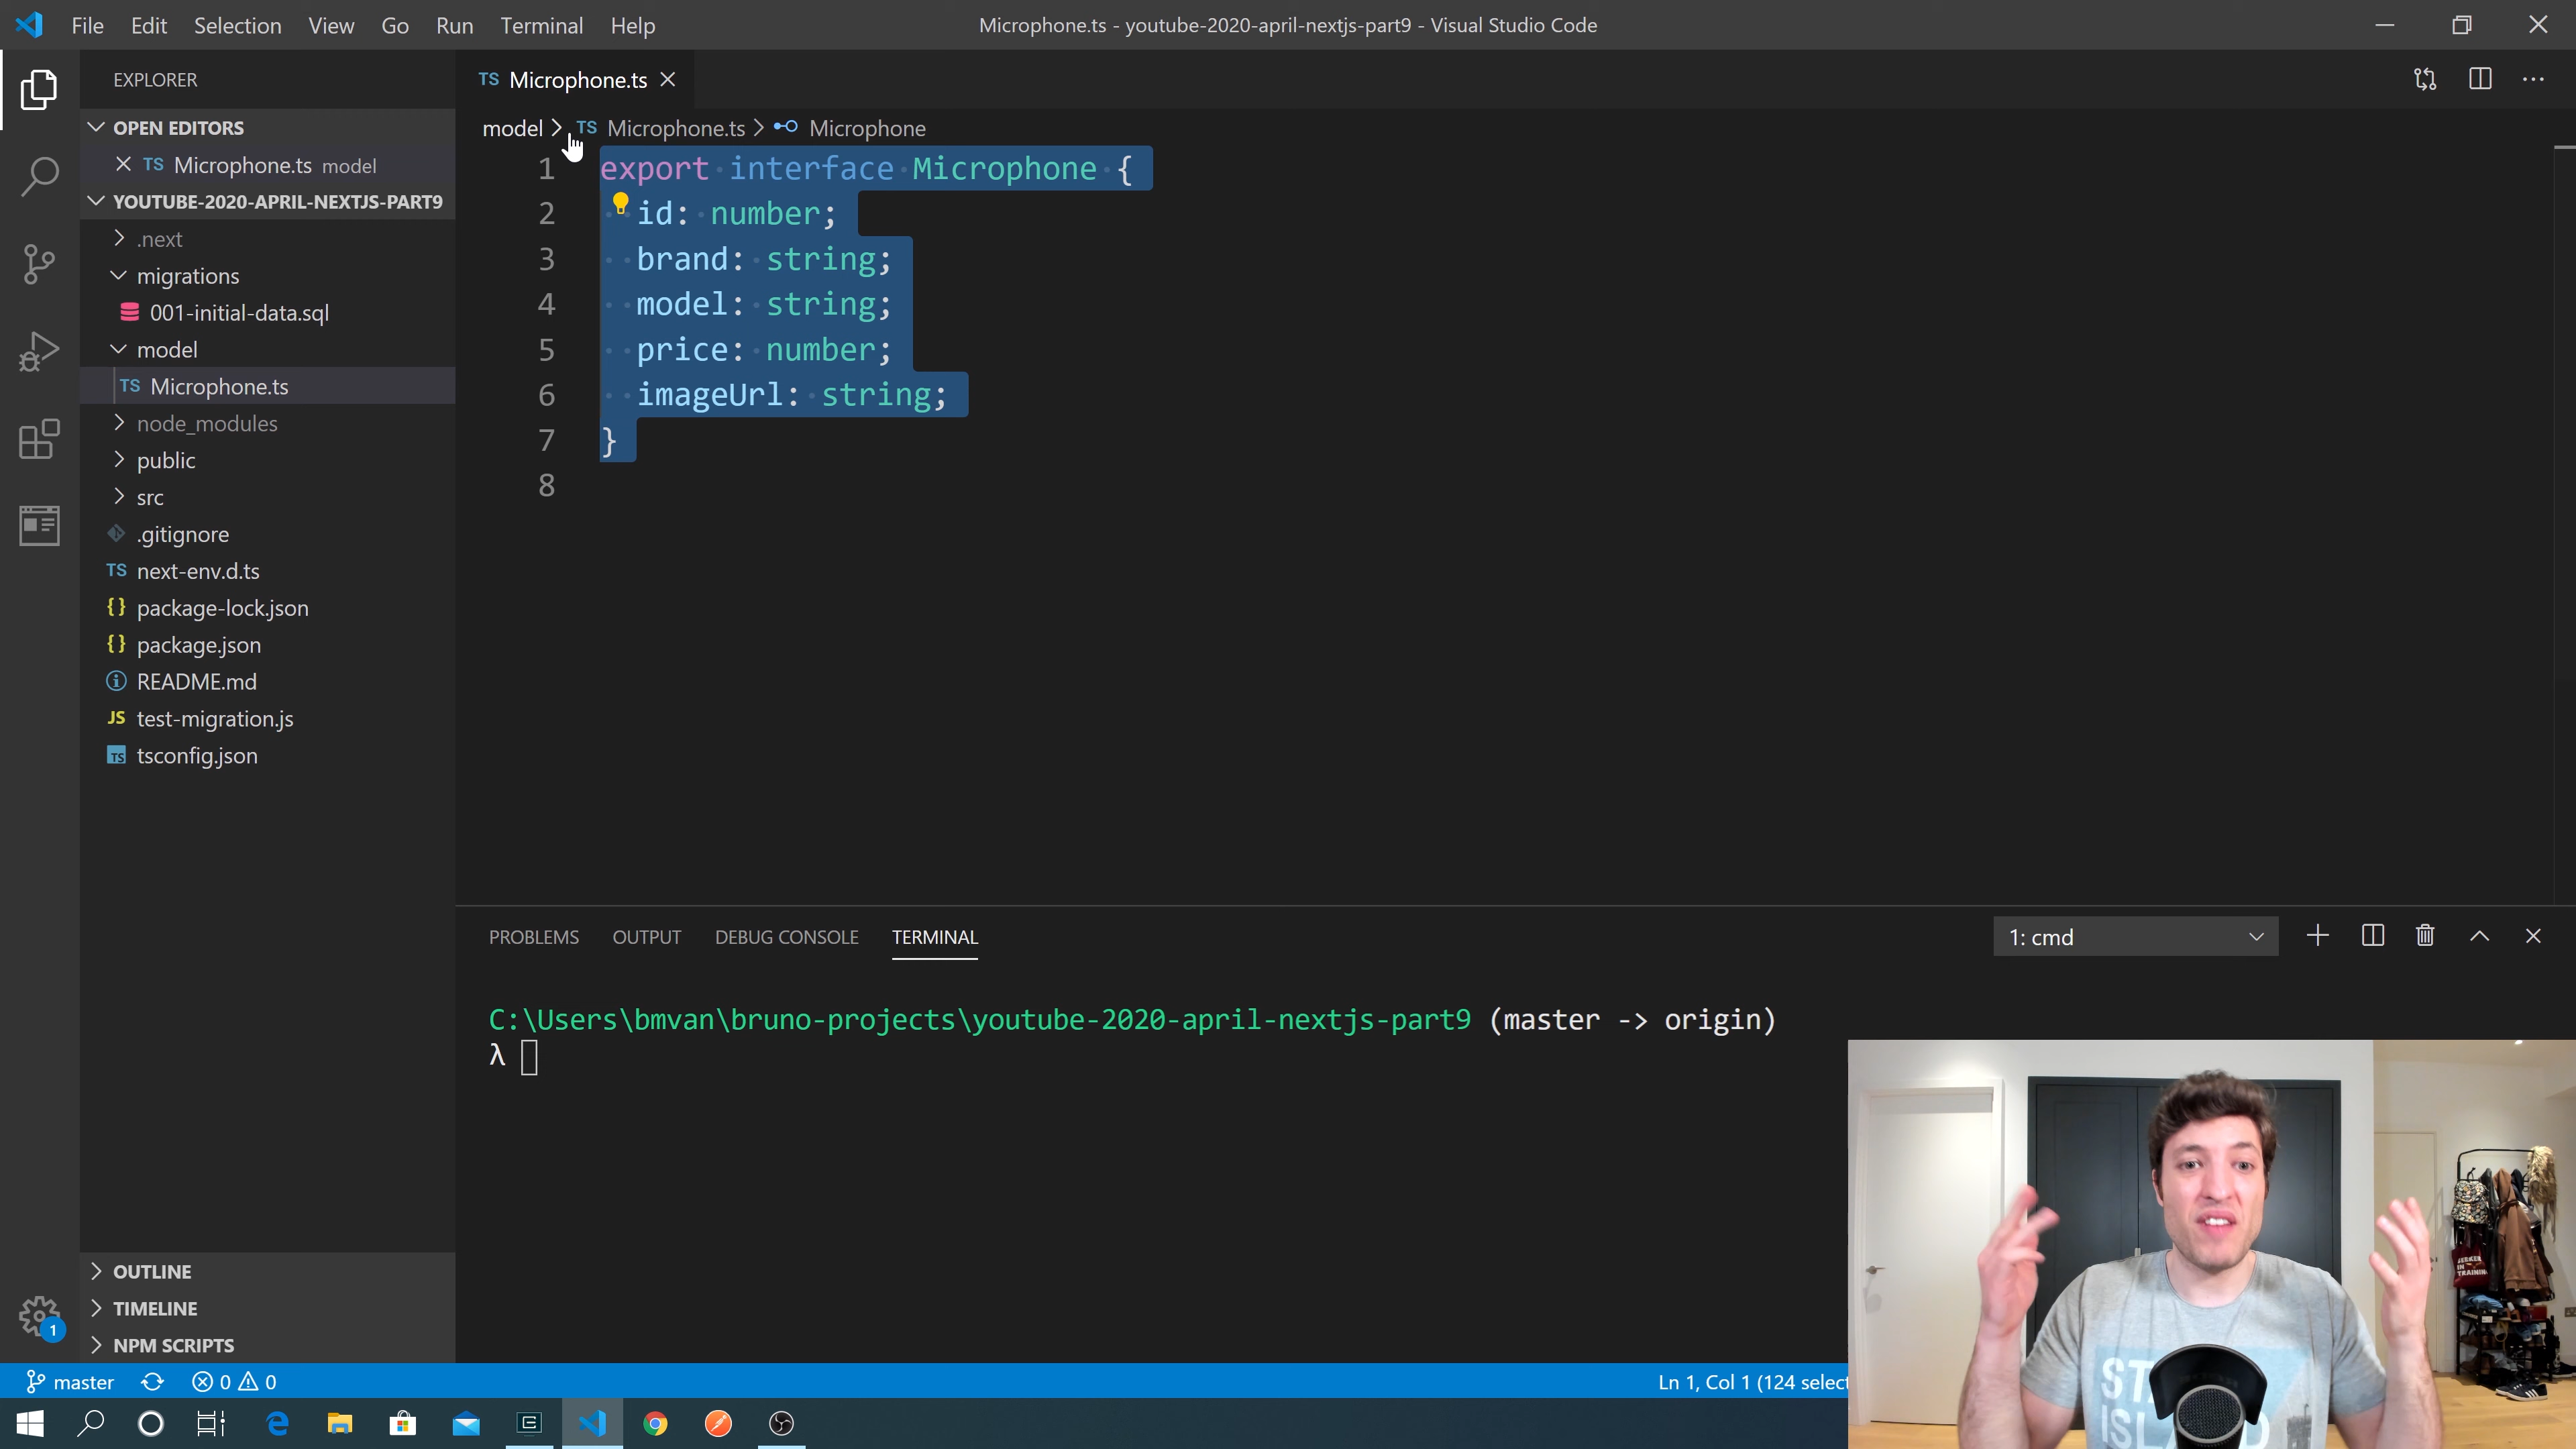 File Edit Selection View Go Run Terminal Help
Microphone.ts - youtube-2020-april-nextjs-part9 - Visual Studio Code
EXPLORER
OPEN EDITORS
TS Microphone.ts model
YOUTUBE-2020-APRIL-NEXTJS-PART9
.next
migrations
001-initial-data.sql
model
TS Microphone.ts
node_modules
public
src
.gitignore
TS next-env.d.ts
{} package-lock.json
{} package.json
README.md
JS test-migration.js
TS tsconfig.json
OUTLINE
TIMELINE
NPM SCRIPTS
1
TS Microphone.ts
model > TS Microphone.ts > Microphone
1 export interface Microphone {
2 id: number;
3 brand: string;
4 model: string;
5 price: number;
6 imageUrl: string;
7 }
8
PROBLEMS OUTPUT DEBUG CONSOLE TERMINAL
1: cmd
C:\Users\bmvan\bruno-projects\youtube-2020-april-nextjs-part9 (master -> origin)
λ
master 0 0
Ln 1, Col 1 (124 select
GEEKER
IN
TRAINING